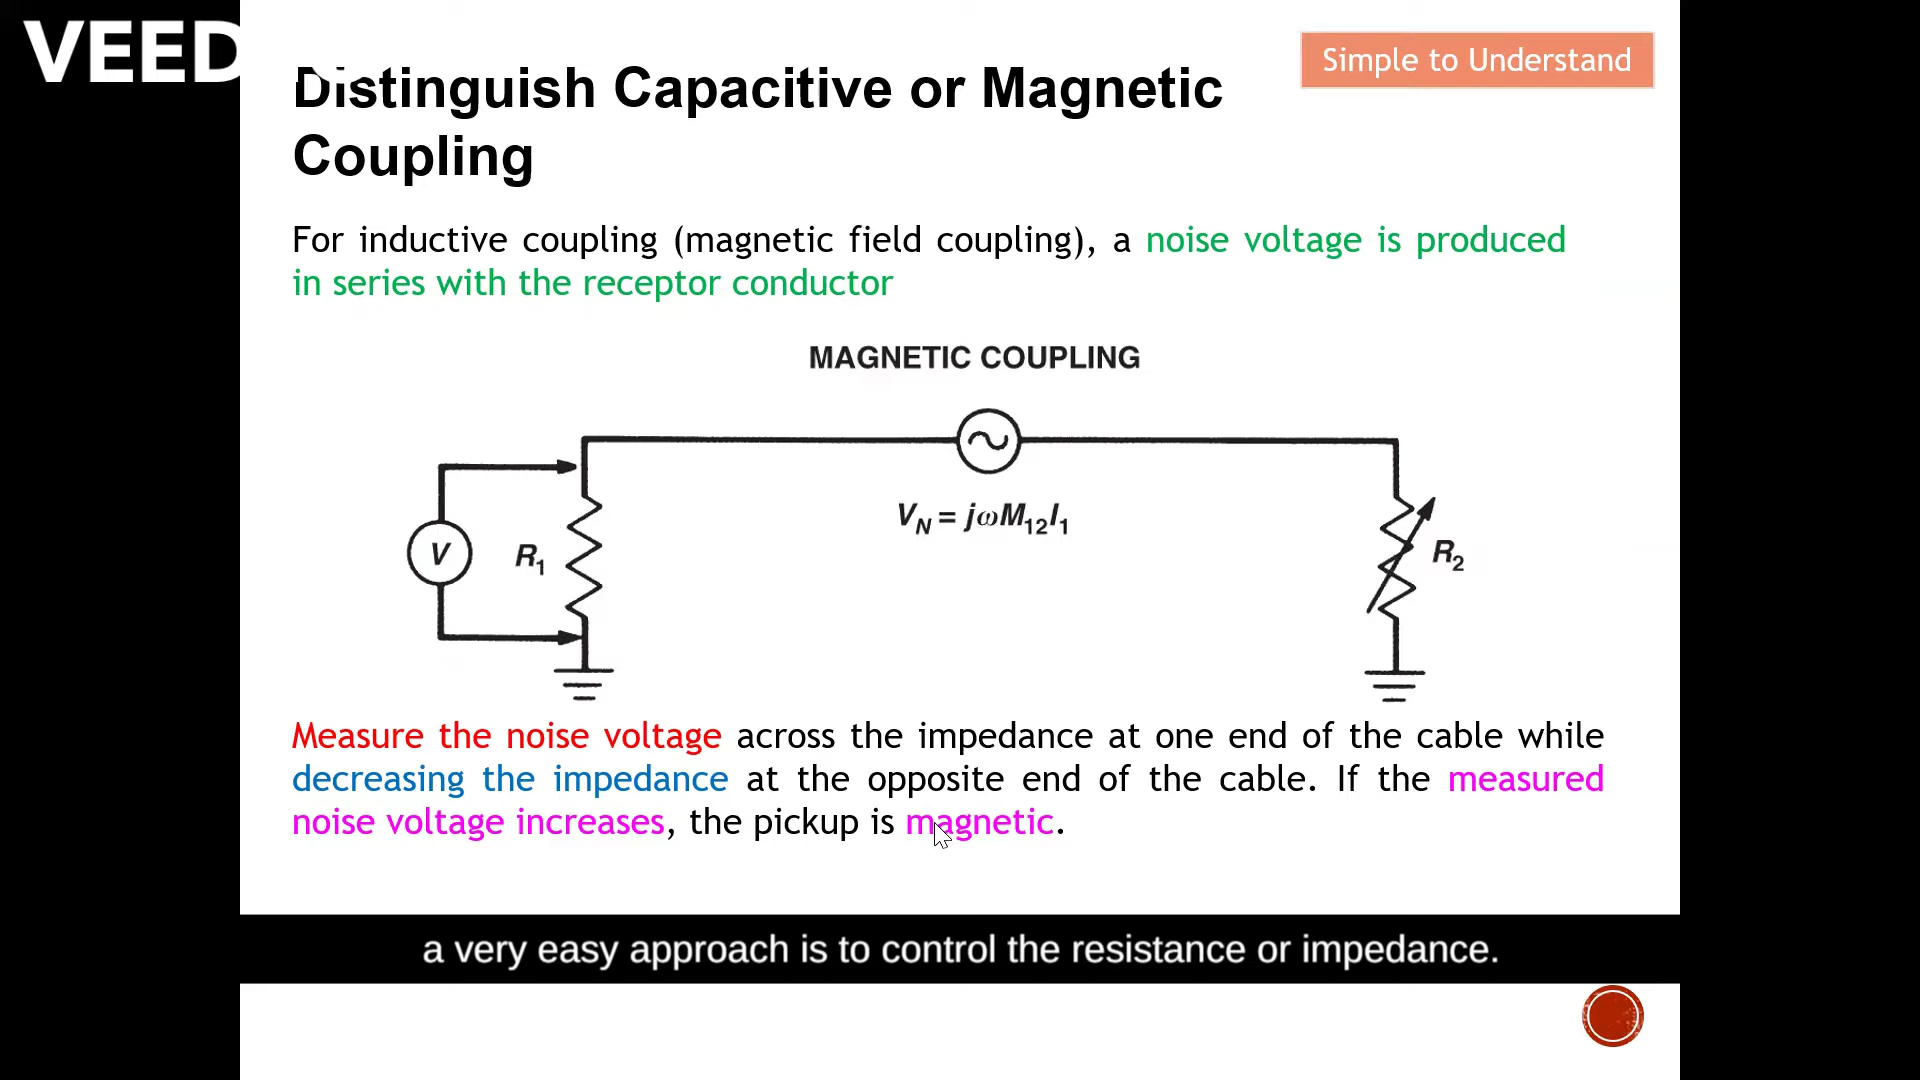 VEED
Simple to Understand
Distinguish Capacitive or Magnetic
Coupling
For inductive coupling (magnetic field coupling), a noise voltage is produced
in series with the receptor conductor
MAGNETIC COUPLING
V
R1
VN = jωM12I1
R2
Measure the noise voltage across the impedance at one end of the cable while
decreasing the impedance at the opposite end of the cable. If the measured
noise voltage increases, the pickup is magnetic.
a very easy approach is to control the resistance or impedance.